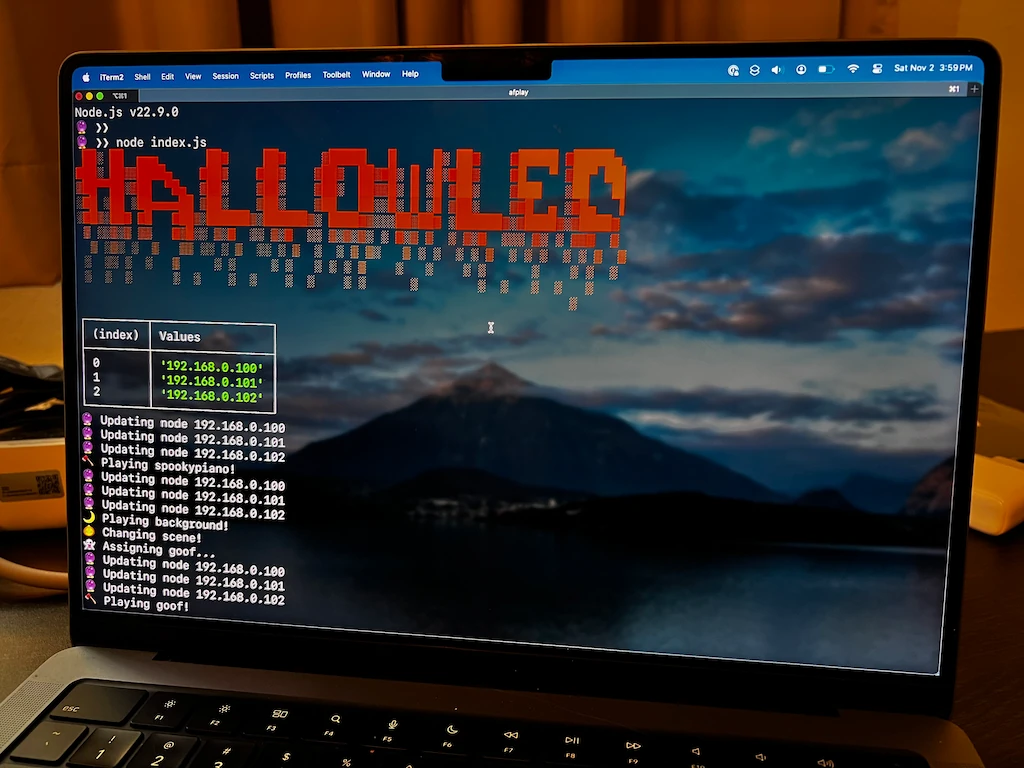 iTerm2 Shell Edit View Session Scripts Profiles Toolbelt Window Help Sat Nov 2 3:59 PM
⌥⌘1 afplay ⌘1 +
Node.js v22.9.0
🔮 ❯❯
🔮 ❯❯ node index.js
HALLOWLED
(index) Values
0 '192.168.0.100'
1 '192.168.0.101'
2 '192.168.0.102'
🔮 Updating node 192.168.0.100
🔮 Updating node 192.168.0.101
🔮 Updating node 192.168.0.102
Playing spookypiano!
🔮 Updating node 192.168.0.100
🔮 Updating node 192.168.0.101
🔮 Updating node 192.168.0.102
🌙 Playing background!
Changing scene!
👻 Assigning goof...
🔮 Updating node 192.168.0.100
🔮 Updating node 192.168.0.101
🔮 Updating node 192.168.0.102
Playing goof!
esc F1 F2 F3 F4 F5 F6 F7 F8 F9 F10
~ ! 1 @ 2 # 3 $ %